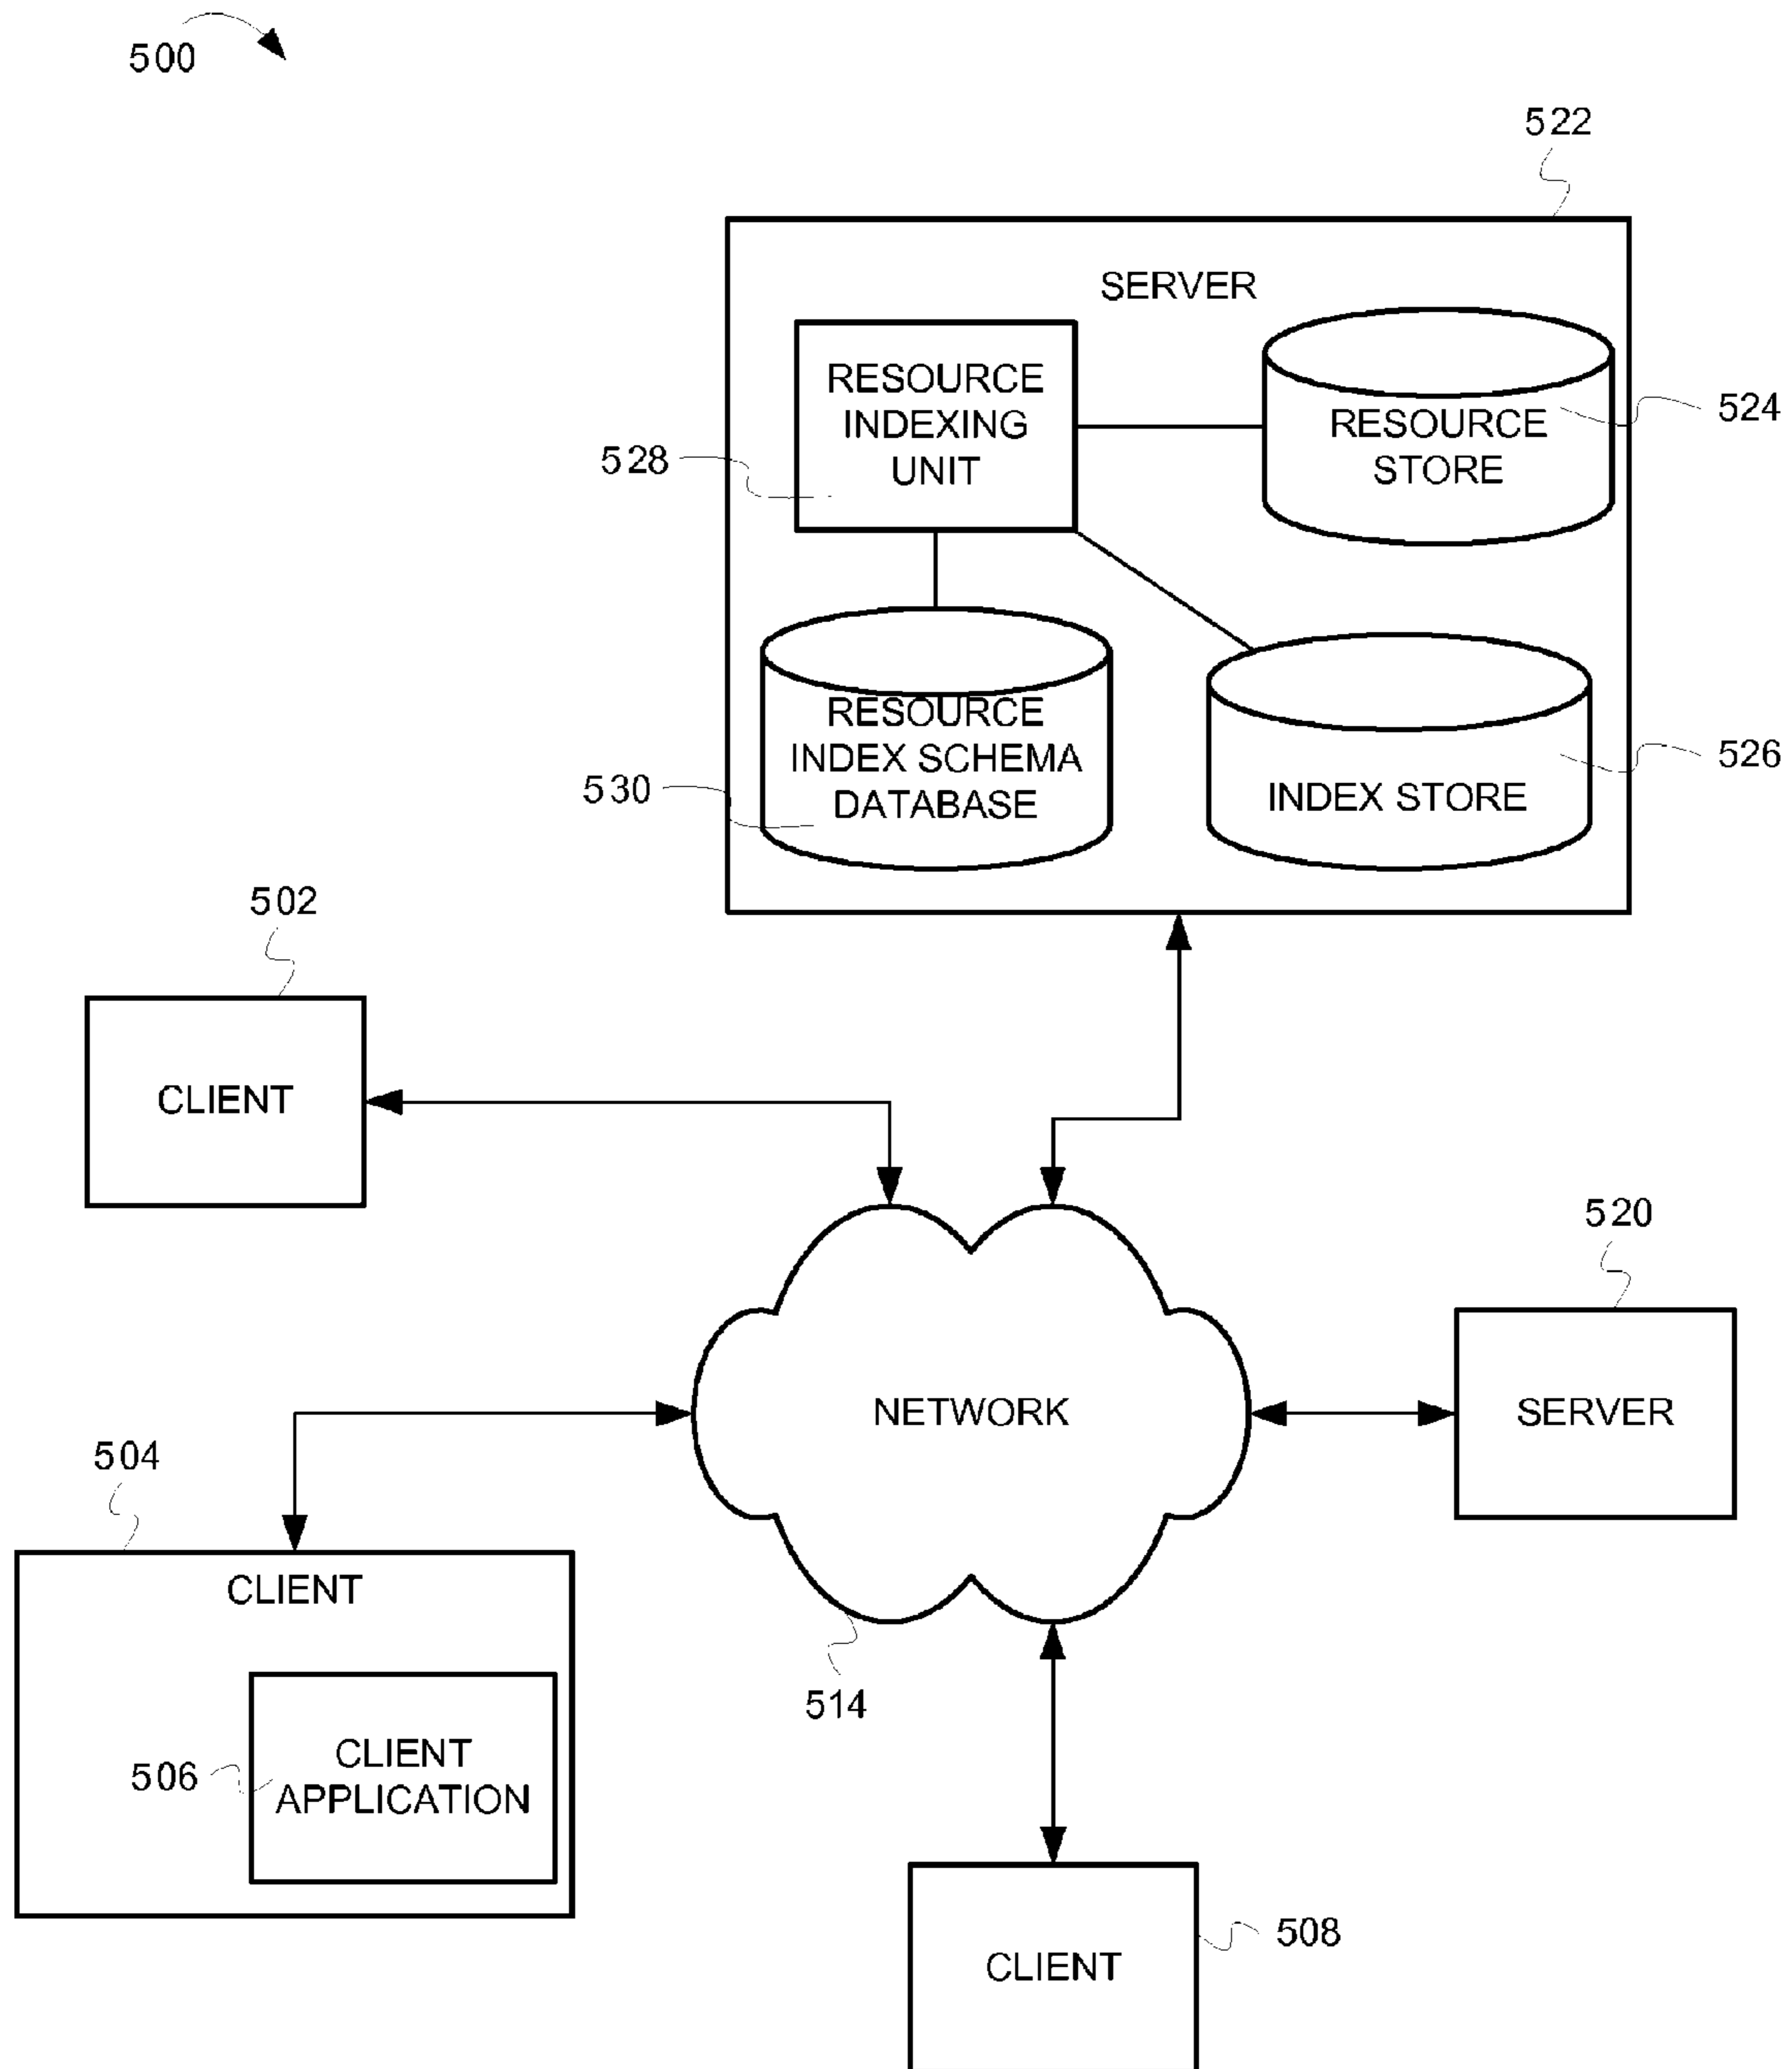 500
522
SERVER
RESOURCE
INDEXING
UNIT
528
RESOURCE
STORE
524
RESOURCE
INDEX SCHEMA
DATABASE
530
INDEX STORE
526
502
CLIENT
520
SERVER
NETWORK
514
504
CLIENT
506
CLIENT
APPLICATION
508
CLIENT